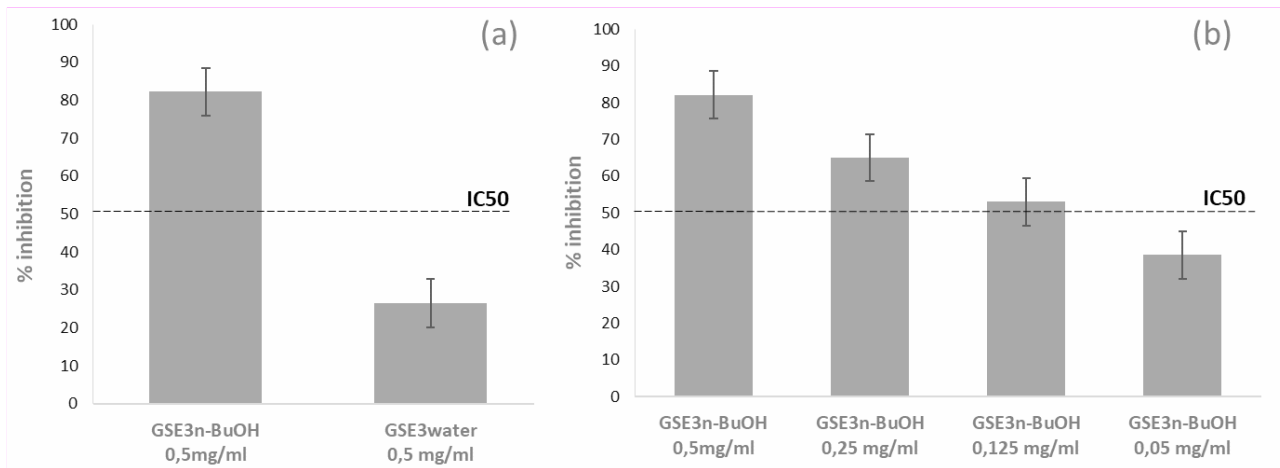 (a)
100
90
80
70
60
50
40
30
20
10
0
% inhibition
IC50
GSE3n-BuOH
0,5mg/ml
GSE3water
0,5 mg/ml
(b)
100
90
80
70
60
50
40
30
20
10
0
% inhibition
IC50
GSE3n-BuOH
0,5mg/ml
GSE3n-BuOH
0,25 mg/ml
GSE3n-BuOH
0,125 mg/ml
GSE3n-BuOH
0,05 mg/ml